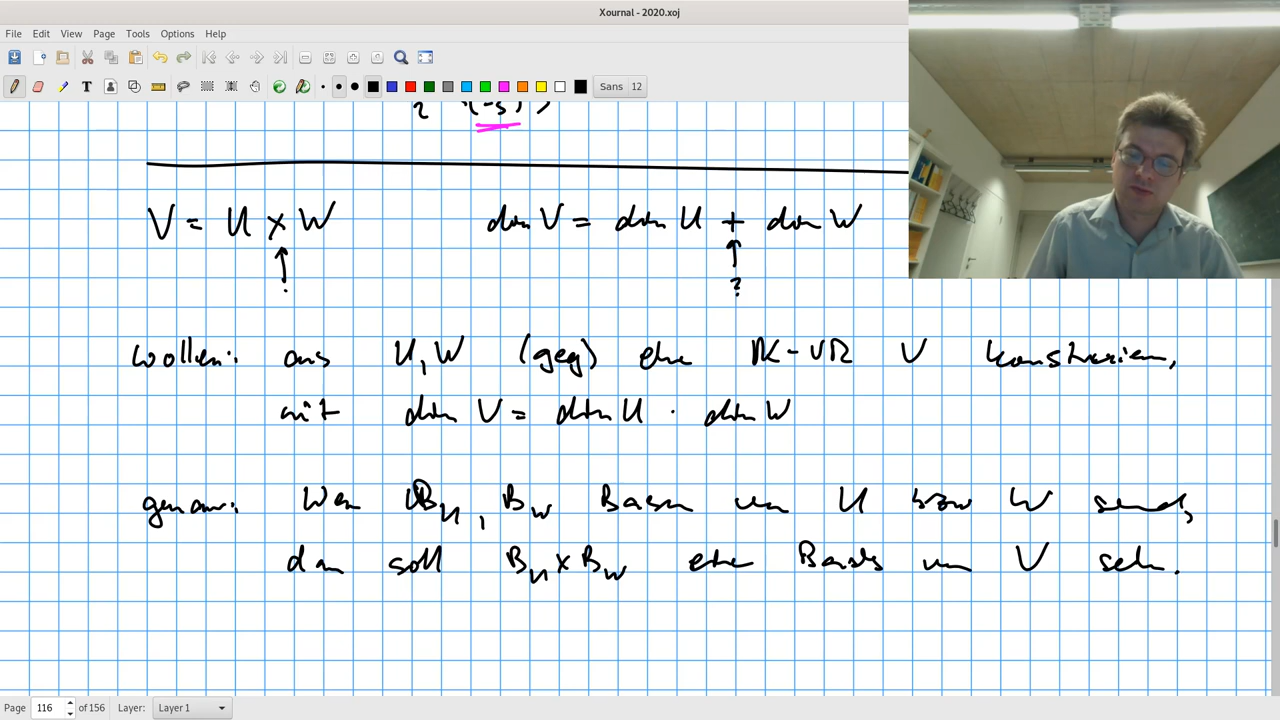 Xournal - 2020.xoj
File Edit View Page Tools Options Help
Sans 12
V = U × W dim V = dim U + dim W
?
wollen: aus U, W (geg) eine K-VR V konstruieren,
mit dim V = dim U · dim W
genauer: Wenn B_U, B_W Basen von U bzw W sind,
dann soll B_U × B_W eine Basis von V sein.
Page 116 of 156 Layer: Layer 1